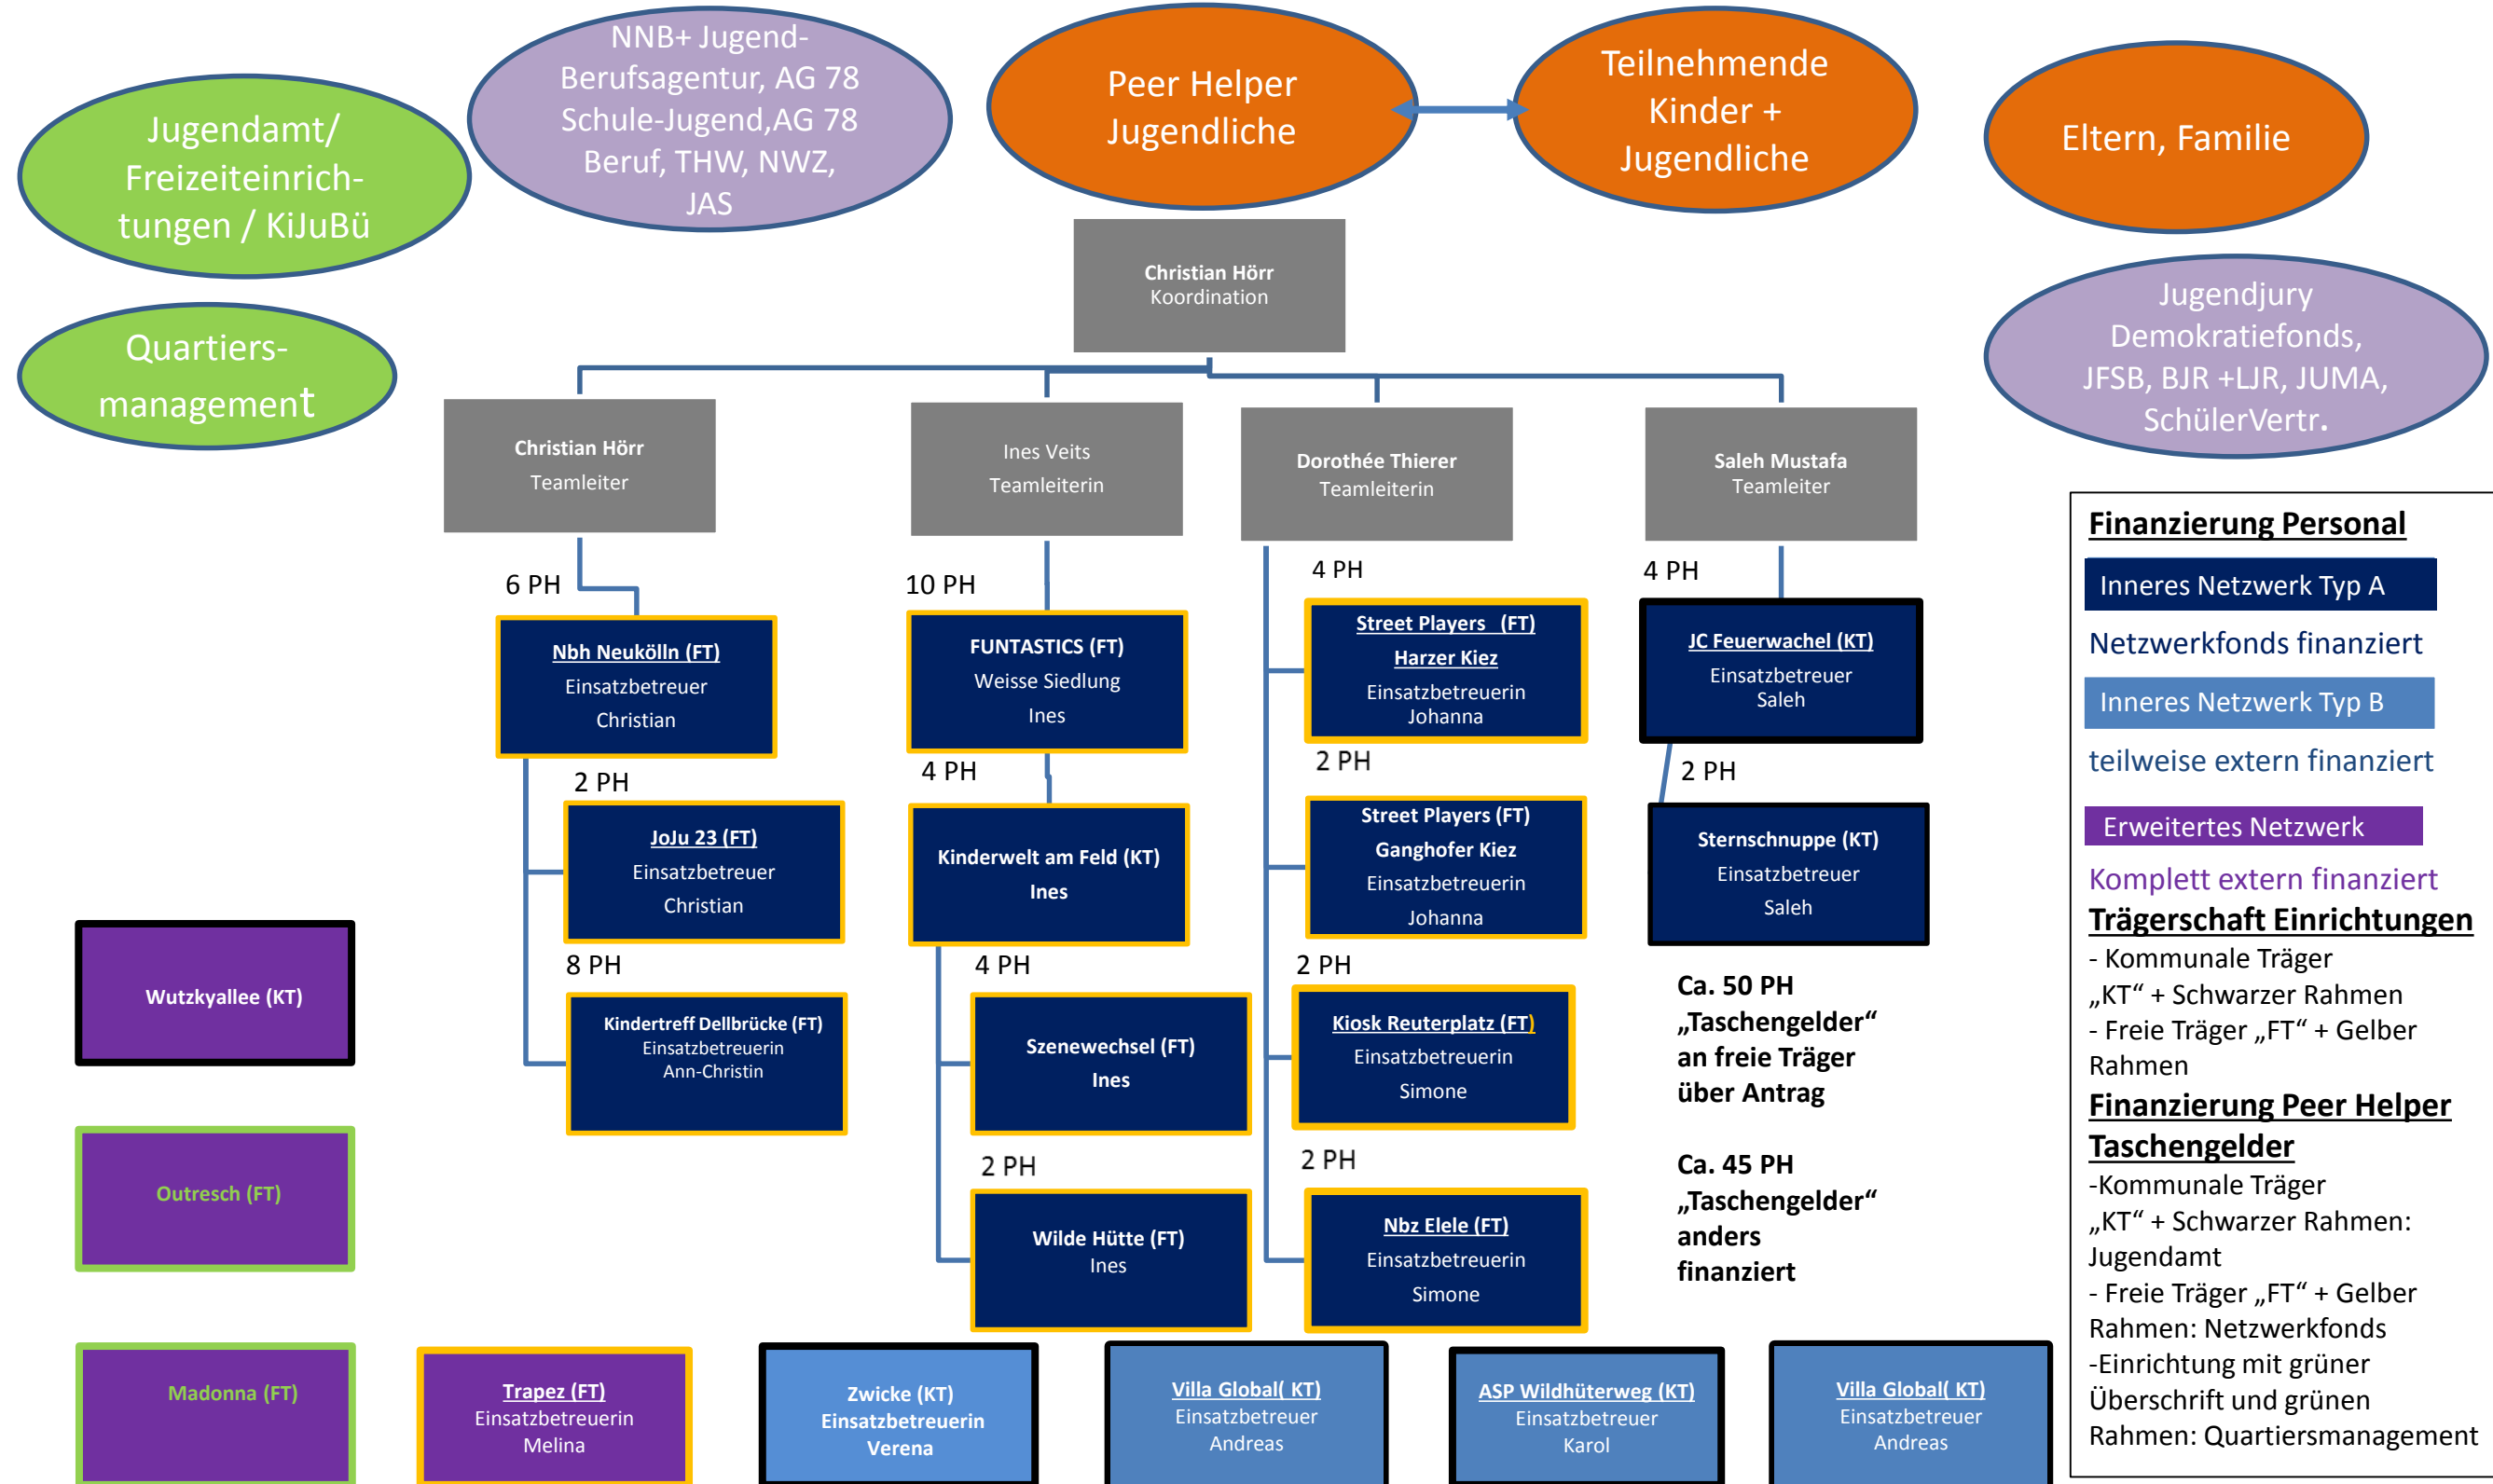 Jugendamt/
Freizeiteinrich-
tungen / KiJuBü
NNB+ Jugend-
Berufsagentur, AG 78
Schule-Jugend,AG 78
Beruf, THW, NWZ,
JAS
Peer Helper
Jugendliche
Teilnehmende
Kinder +
Jugendliche
Eltern, Familie
Quartiers-
management
Jugendjury
Demokratiefonds,
JFSB, BJR +LJR, JUMA,
SchülerVertr.
Christian Hörr
Koordination
Christian Hörr
Teamleiter
Ines Veits
Teamleiterin
Dorothée Thierer
Teamleiterin
Saleh Mustafa
Teamleiter
6 PH
Nbh Neukölln (FT)
Einsatzbetreuer
Christian
2 PH
JoJu 23 (FT)
Einsatzbetreuer
Christian
8 PH
Kindertreff Dellbrücke (FT)
Einsatzbetreuerin
Ann-Christin
10 PH
FUNTASTICS (FT)
Weisse Siedlung
Ines
4 PH
Kinderwelt am Feld (KT)
Ines
4 PH
Szenewechsel (FT)
Ines
2 PH
Wilde Hütte (FT)
Ines
4 PH
Street Players (FT)
Harzer Kiez
Einsatzbetreuerin
Johanna
2 PH
Street Players (FT)
Ganghofer Kiez
Einsatzbetreuerin
Johanna
2 PH
Kiosk Reuterplatz (FT)
Einsatzbetreuerin
Simone
2 PH
Nbz Elele (FT)
Einsatzbetreuerin
Simone
4 PH
JC Feuerwachel (KT)
Einsatzbetreuer
Saleh
2 PH
Sternschnuppe (KT)
Einsatzbetreuer
Saleh
Ca. 50 PH
„Taschengelder“
an freie Träger
über Antrag
Ca. 45 PH
„Taschengelder“
anders
finanziert
Wutzkyallee (KT)
Outresch (FT)
Madonna (FT)
Trapez (FT)
Einsatzbetreuerin
Melina
Zwicke (KT)
Einsatzbetreuerin
Verena
Villa Global( KT)
Einsatzbetreuer
Andreas
ASP Wildhüterweg (KT)
Einsatzbetreuer
Karol
Villa Global( KT)
Einsatzbetreuer
Andreas
Finanzierung Personal
Inneres Netzwerk Typ A
Netzwerkfonds finanziert
Inneres Netzwerk Typ B
teilweise extern finanziert
Erweitertes Netzwerk
Komplett extern finanziert
Trägerschaft Einrichtungen
- Kommunale Träger
„KT“ + Schwarzer Rahmen
- Freie Träger „FT“ + Gelber
Rahmen
Finanzierung Peer Helper
Taschengelder
-Kommunale Träger
„KT“ + Schwarzer Rahmen:
Jugendamt
- Freie Träger „FT“ + Gelber
Rahmen: Netzwerkfonds
-Einrichtung mit grüner
Überschrift und grünen
Rahmen: Quartiersmanagement